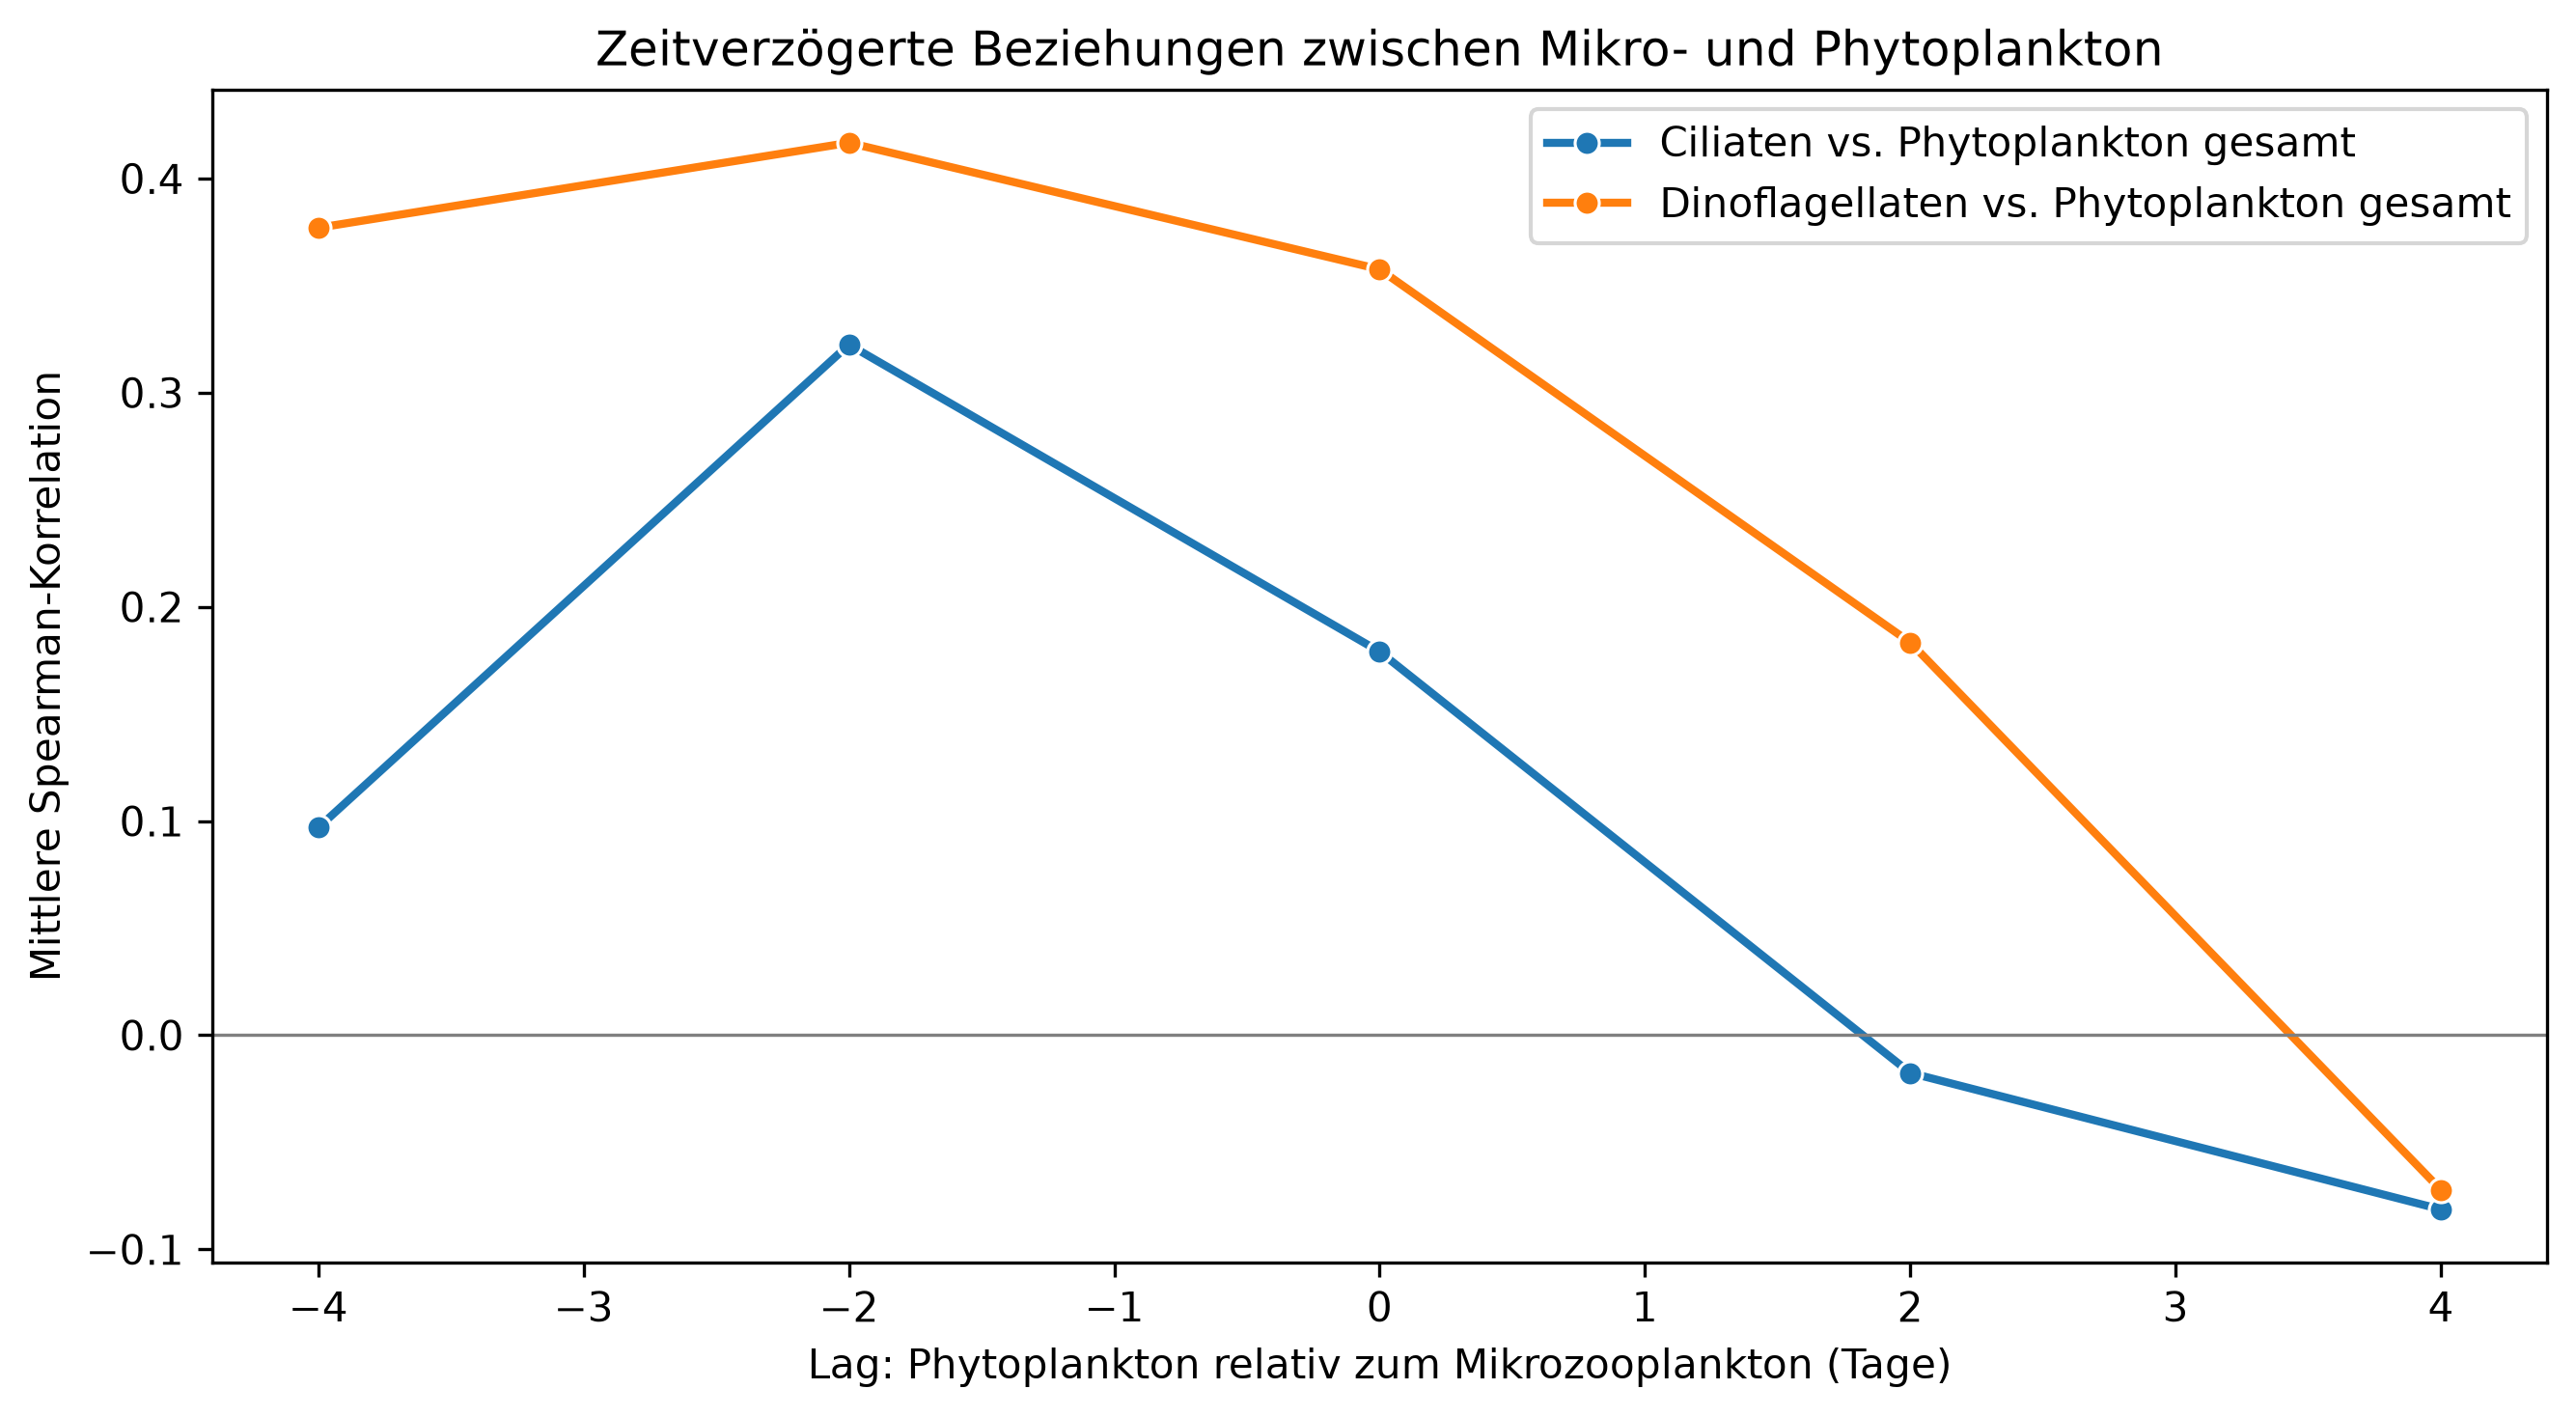 Zeitverzögerte Beziehungen zwischen Mikro- und Phytoplankton
Ciliaten vs. Phytoplankton gesamt
Dinoflagellaten vs. Phytoplankton gesamt
Mittlere Spearman-Korrelation
0.4
0.3
0.2
0.1
0.0
−0.1
−4 −3 −2 −1 0 1 2 3 4
Lag: Phytoplankton relativ zum Mikrozooplankton (Tage)